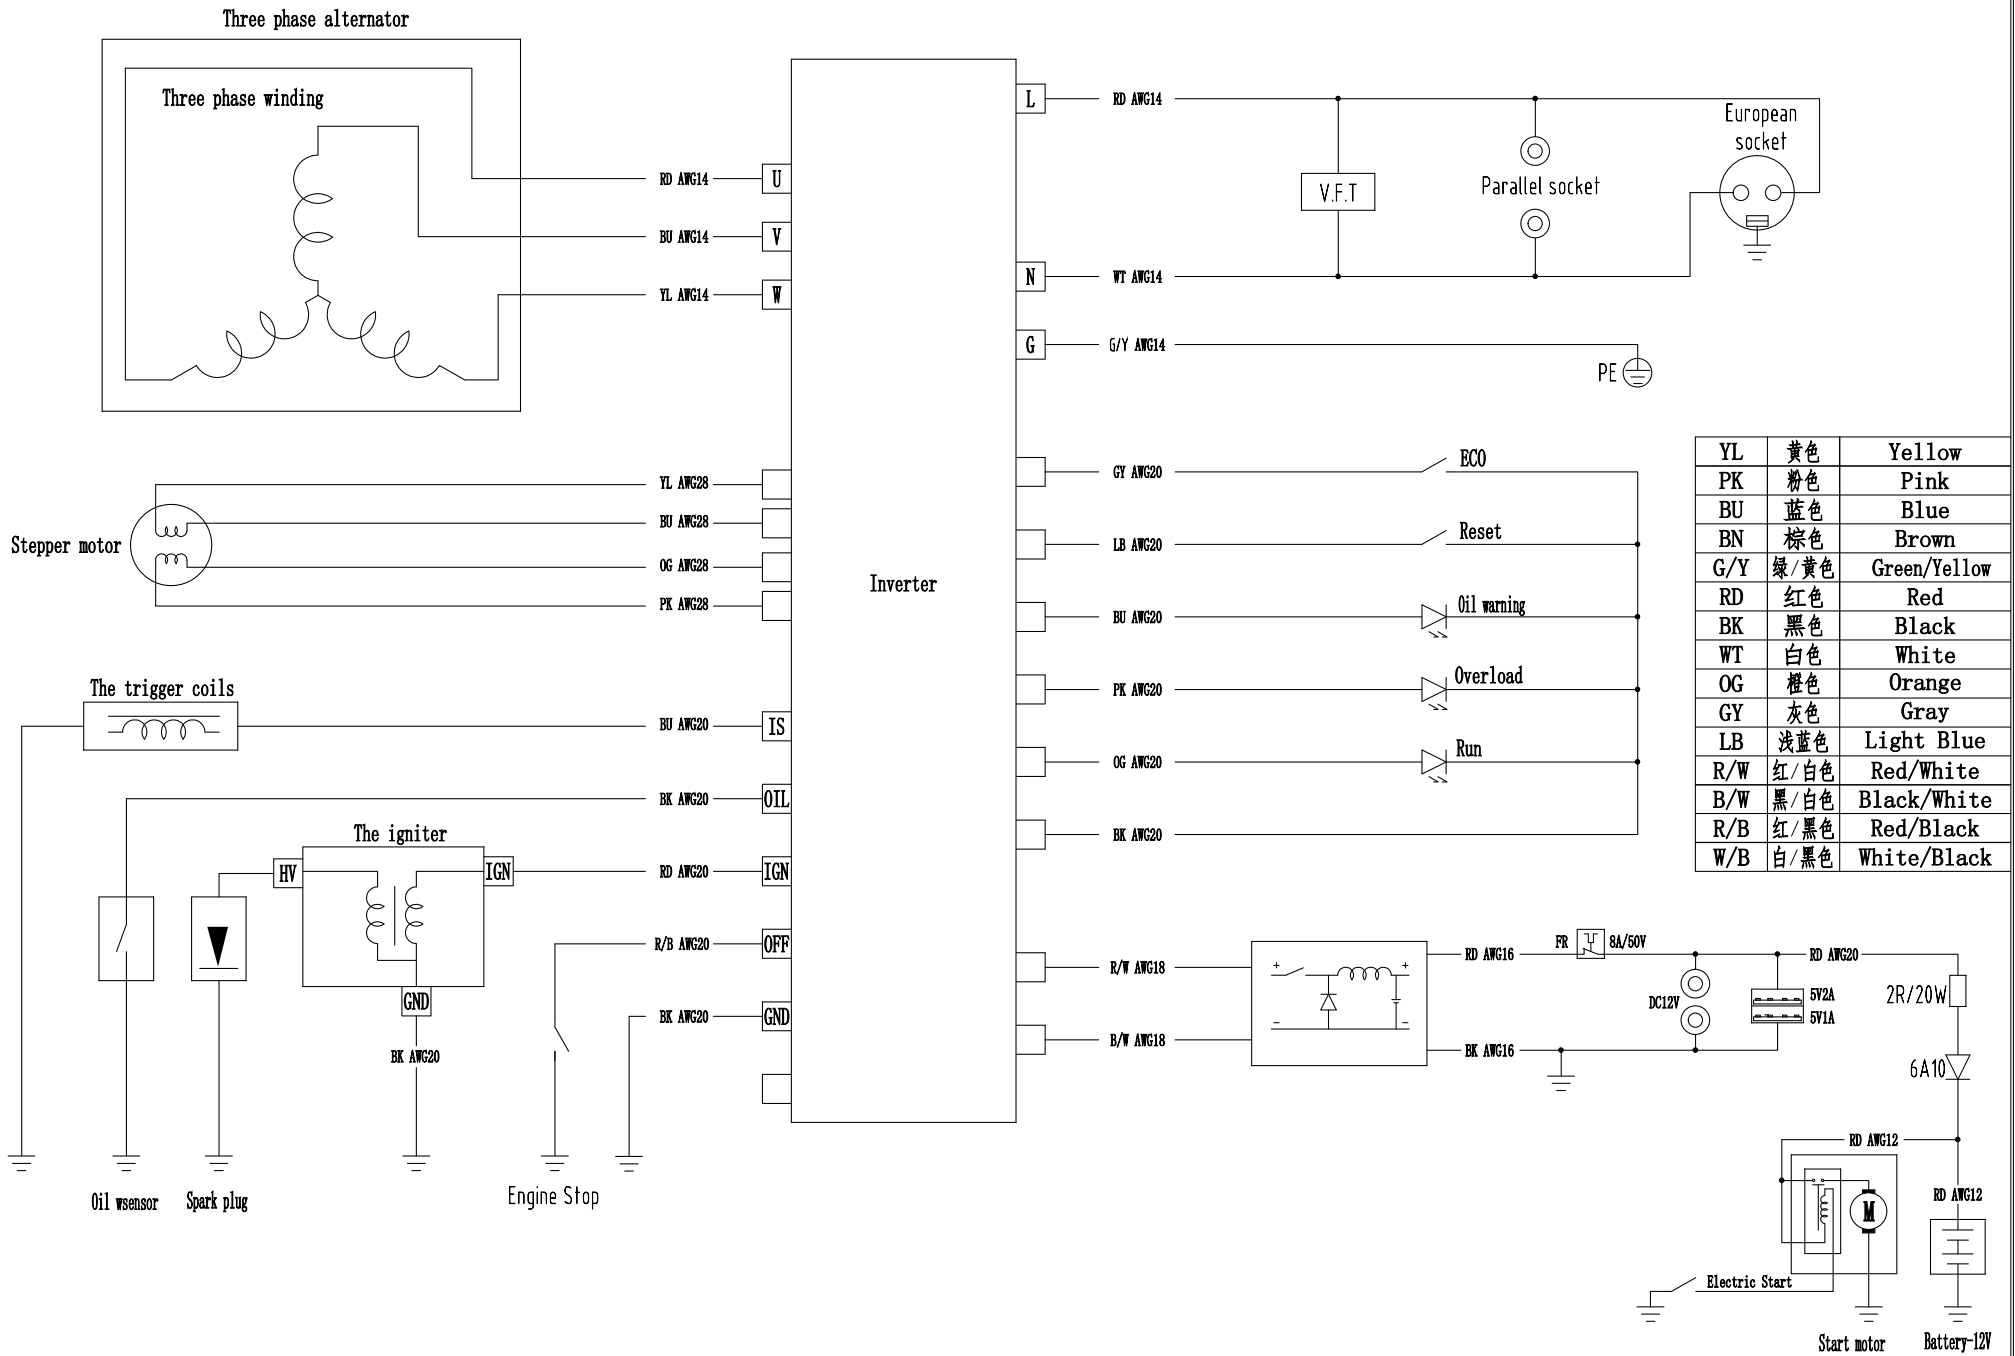 Three phase alternator
Three phase winding
RD AWG14
U
BU AWG14
V
YL AWG14
W
Stepper motor
YL AWG28
BU AWG28
OG AWG28
PK AWG28
The trigger coils
BU AWG20
IS
BK AWG20
OIL
The igniter
HV
IGN
RD AWG20
IGN
R/B AWG20
OFF
GND
BK AWG20
GND
BK AWG20
Oil wsensor
Spark plug
Engine Stop
Inverter
L
RD AWG14
V.F.T
Parallel socket
European
socket
N
WT AWG14
G
G/Y AWG14
PE
GY AWG20
ECO
LB AWG20
Reset
BU AWG20
Oil warning
PK AWG20
Overload
OG AWG20
Run
BK AWG20
YL 黄色 Yellow
PK 粉色 Pink
BU 蓝色 Blue
BN 棕色 Brown
G/Y 绿/黄色 Green/Yellow
RD 红色 Red
BK 黑色 Black
WT 白色 White
OG 橙色 Orange
GY 灰色 Gray
LB 浅蓝色 Light Blue
R/W 红/白色 Red/White
B/W 黑/白色 Black/White
R/B 红/黑色 Red/Black
W/B 白/黑色 White/Black
R/W AWG18
B/W AWG18
+ +
− −
RD AWG16
FR
8A/50V
RD AWG20
DC12V
5V2A
5V1A
BK AWG16
2R/20W
6A10
RD AWG12
RD AWG12
M
Electric Start
Start motor
Battery-12V